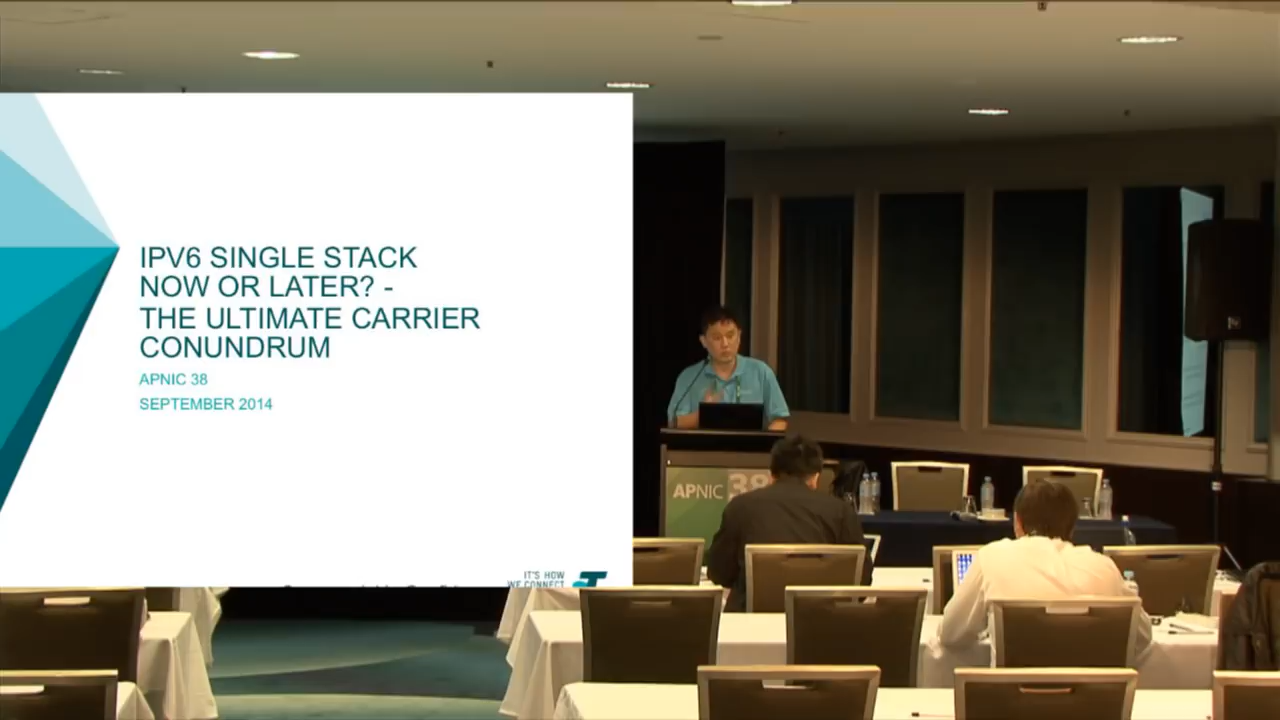 IPV6 SINGLE STACK
NOW OR LATER? -
THE ULTIMATE CARRIER
CONUNDRUM
APNIC 38
SEPTEMBER 2014
IT'S HOW
WE CONNECT
APNIC 38